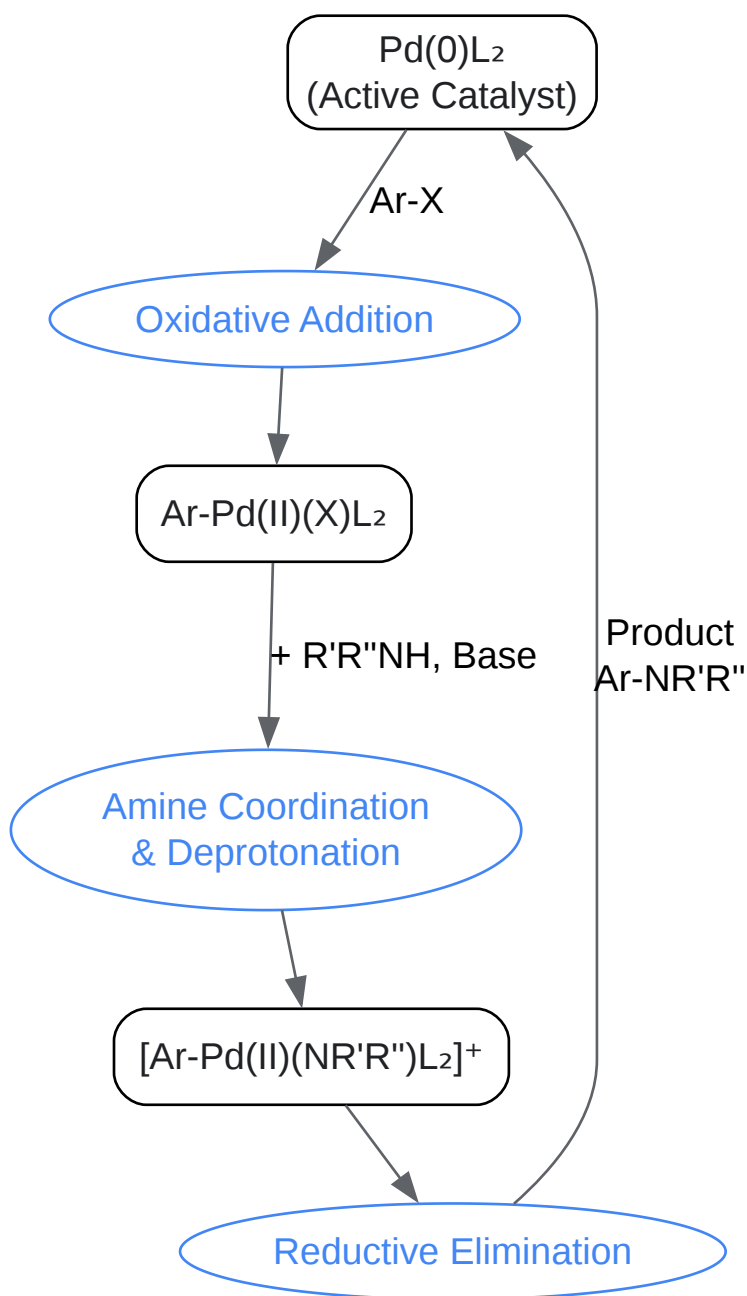 Pd(0)L₂
(Active Catalyst)
Ar-X
Oxidative Addition
Ar-Pd(II)(X)L₂
+ R'R''NH, Base
Product
Ar-NR'R''
Amine Coordination
& Deprotonation
[Ar-Pd(II)(NR'R'')L₂]⁺
Reductive Elimination